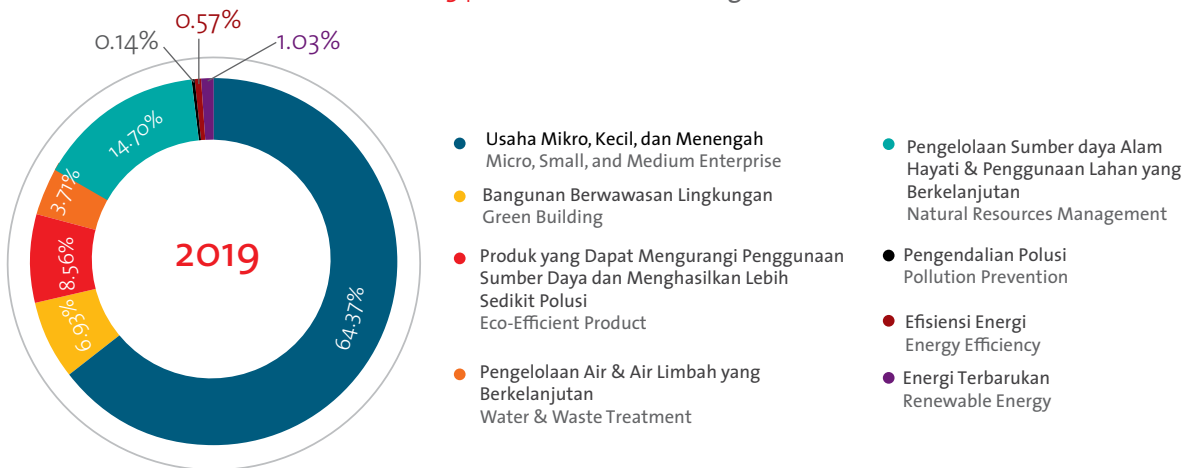 0.57%
0.14%
1.03%
14.70%
3.71%
8.56%
6.93%
64.37%
2019
Usaha Mikro, Kecil, dan Menengah
Micro, Small, and Medium Enterprise
Bangunan Berwawasan Lingkungan
Green Building
Produk yang Dapat Mengurangi Penggunaan
Sumber Daya dan Menghasilkan Lebih
Sedikit Polusi
Eco-Efficient Product
Pengelolaan Air & Air Limbah yang
Berkelanjutan
Water & Waste Treatment
Pengelolaan Sumber daya Alam
Hayati & Penggunaan Lahan yang
Berkelanjutan
Natural Resources Management
Pengendalian Polusi
Pollution Prevention
Efisiensi Energi
Energy Efficiency
Energi Terbarukan
Renewable Energy